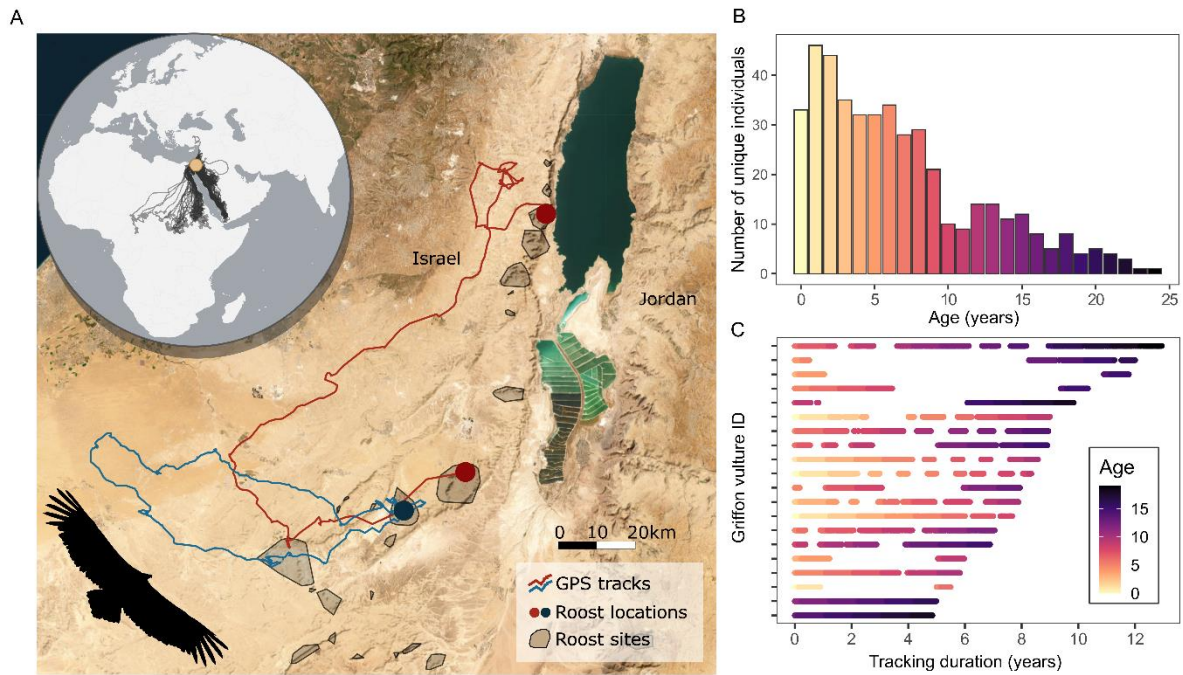 A
Israel
Jordan
0 10 20km
GPS tracks
Roost locations
Roost sites
B
Number of unique individuals
40
30
20
10
0
0 5 10 15 20 25
Age (years)
C
Griffon vulture ID
Age
15
10
5
0
0 2 4 6 8 10 12
Tracking duration (years)